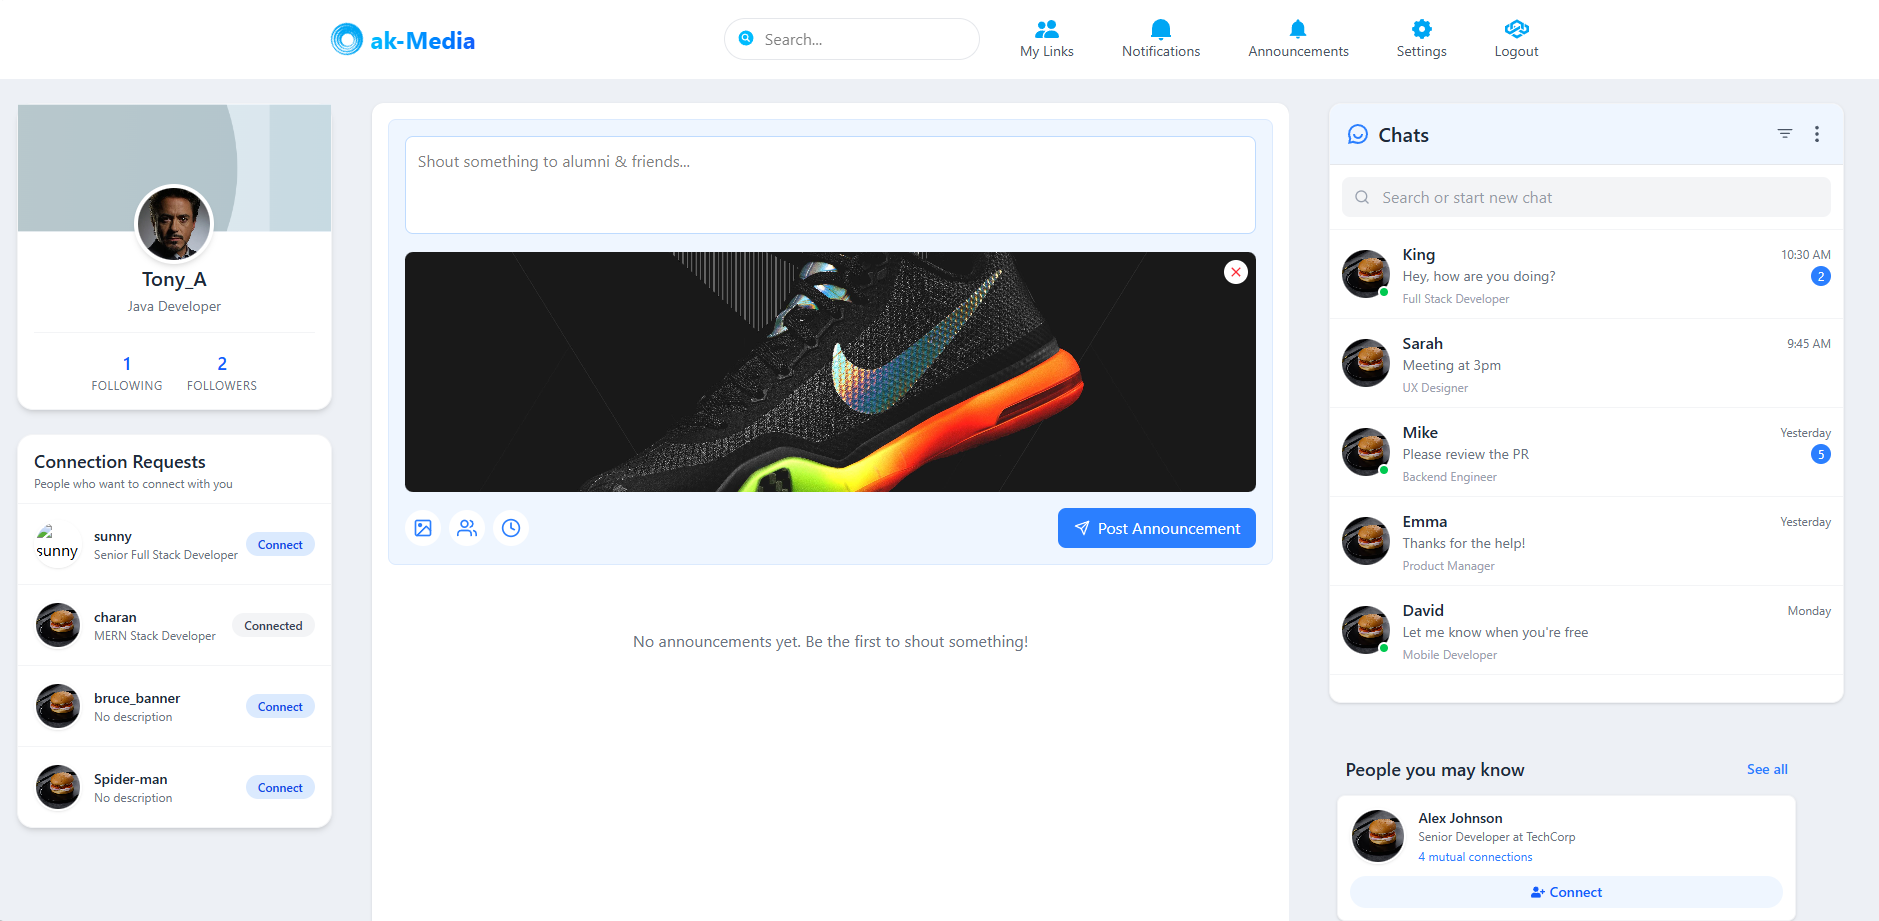 ak-Media
Search...
My Links
Notifications
Announcements
Settings
Logout
Tony_A
Java Developer
1
FOLLOWING
2
FOLLOWERS
Connection Requests
People who want to connect with you
sunny
sunny
Senior Full Stack Developer
Connect
charan
MERN Stack Developer
Connected
bruce_banner
No description
Connect
Spider-man
No description
Connect
Shout something to alumni & friends...
Post Announcement
No announcements yet. Be the first to shout something!
Chats
Search or start new chat
King
10:30 AM
Hey, how are you doing?
2
Full Stack Developer
Sarah
9:45 AM
Meeting at 3pm
UX Designer
Mike
Yesterday
Please review the PR
5
Backend Engineer
Emma
Yesterday
Thanks for the help!
Product Manager
David
Monday
Let me know when you're free
Mobile Developer
People you may know
See all
Alex Johnson
Senior Developer at TechCorp
4 mutual connections
Connect